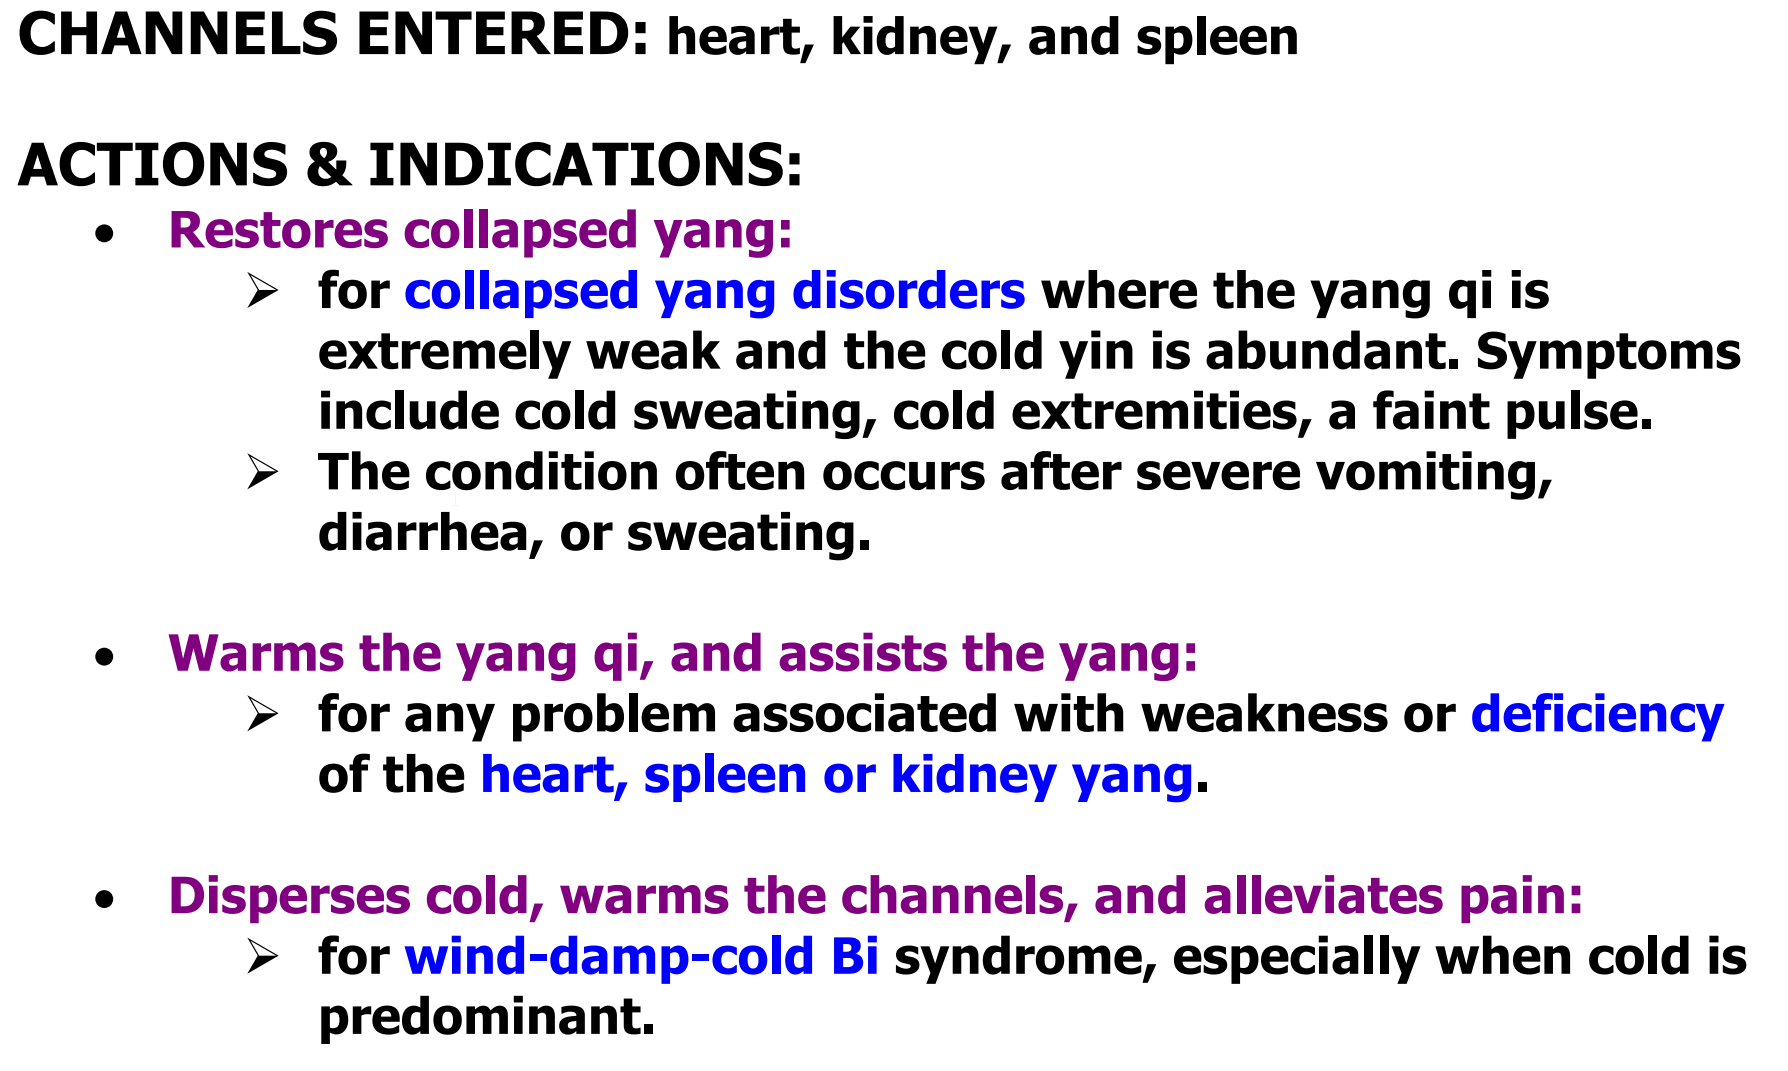 CHANNELS ENTERED: heart, kidney, and spleen
ACTIONS & INDICATIONS:
• Restores collapsed yang:
➢ for collapsed yang disorders where the yang qi is
extremely weak and the cold yin is abundant. Symptoms
include cold sweating, cold extremities, a faint pulse.
➢ The condition often occurs after severe vomiting,
diarrhea, or sweating.
• Warms the yang qi, and assists the yang:
➢ for any problem associated with weakness or deficiency
of the heart, spleen or kidney yang.
• Disperses cold, warms the channels, and alleviates pain:
➢ for wind-damp-cold Bi syndrome, especially when cold is
predominant.